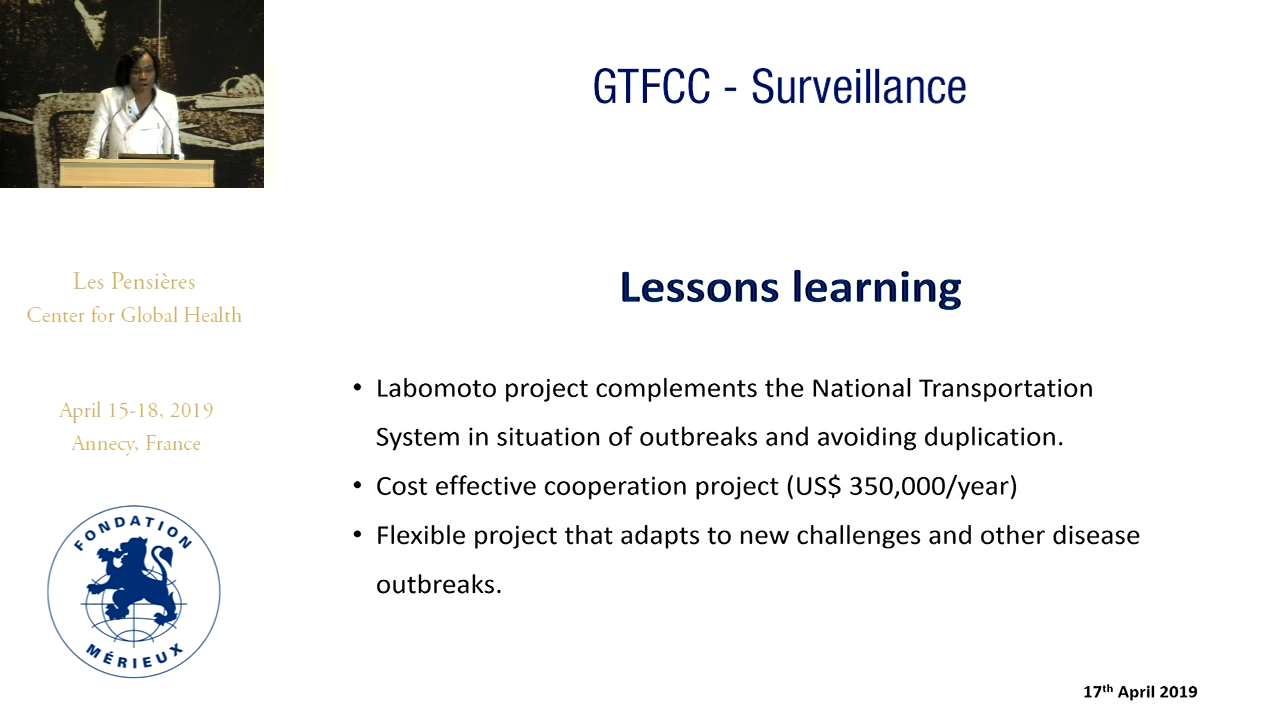 GTFCC - Surveillance
Les Pensières
Center for Global Health
April 15-18, 2019
Annecy, France
FONDATION
MÉRIEUX
Lessons learning
• Labomoto project complements the National Transportation
System in situation of outbreaks and avoiding duplication.
• Cost effective cooperation project (US$ 350,000/year)
• Flexible project that adapts to new challenges and other disease
outbreaks.
17th April 2019